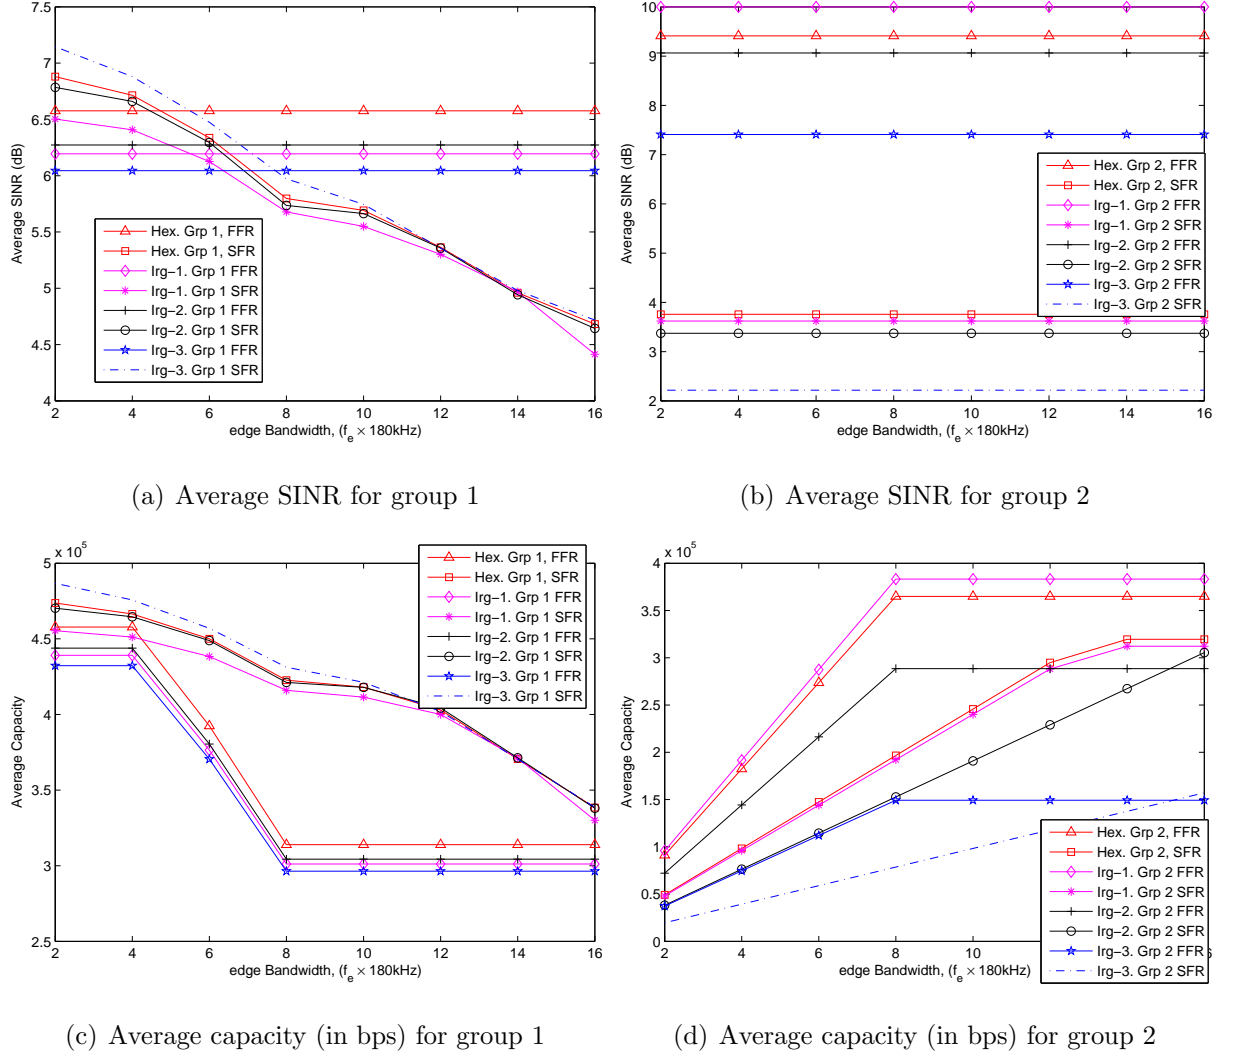 7.5
7
6.5
6
5.5
5
4.5
4
Average SINR (dB)
Hex. Grp 1, FFR
Hex. Grp 1, SFR
Irg−1. Grp 1 FFR
Irg−1. Grp 1 SFR
Irg−2. Grp 1 FFR
Irg−2. Grp 1 SFR
Irg−3. Grp 1 FFR
Irg−3. Grp 1 SFR
2 4 6 8 10 12 14 16
edge Bandwidth, (f_e × 180kHz)
(a) Average SINR for group 1
10
9
8
7
6
5
4
3
2
Average SINR (dB)
Hex. Grp 2, FFR
Hex. Grp 2, SFR
Irg−1. Grp 2 FFR
Irg−1. Grp 2 SFR
Irg−2. Grp 2 FFR
Irg−2. Grp 2 SFR
Irg−3. Grp 2 FFR
Irg−3. Grp 2 SFR
2 4 6 8 10 12 14 16
edge Bandwidth, (f_e × 180kHz)
(b) Average SINR for group 2
x 10^5
5
4.5
4
3.5
3
2.5
Average Capacity
Hex. Grp 1, FFR
Hex. Grp 1, SFR
Irg−1. Grp 1 FFR
Irg−1. Grp 1 SFR
Irg−2. Grp 1 FFR
Irg−2. Grp 1 SFR
Irg−3. Grp 1 FFR
Irg−3. Grp 1 SFR
2 4 6 8 10 12 14 16
edge Bandwidth, (f_e × 180kHz)
(c) Average capacity (in bps) for group 1
x 10^5
4
3.5
3
2.5
2
1.5
1
0.5
0
Average Capacity
Hex. Grp 2, FFR
Hex. Grp 2, SFR
Irg−1. Grp 2 FFR
Irg−1. Grp 2 SFR
Irg−2. Grp 2 FFR
Irg−2. Grp 2 SFR
Irg−3. Grp 2 FFR
Irg−3. Grp 2 SFR
2 4 6 8 10
edge Bandwidth, (f_e × 180kHz)
(d) Average capacity (in bps) for group 2